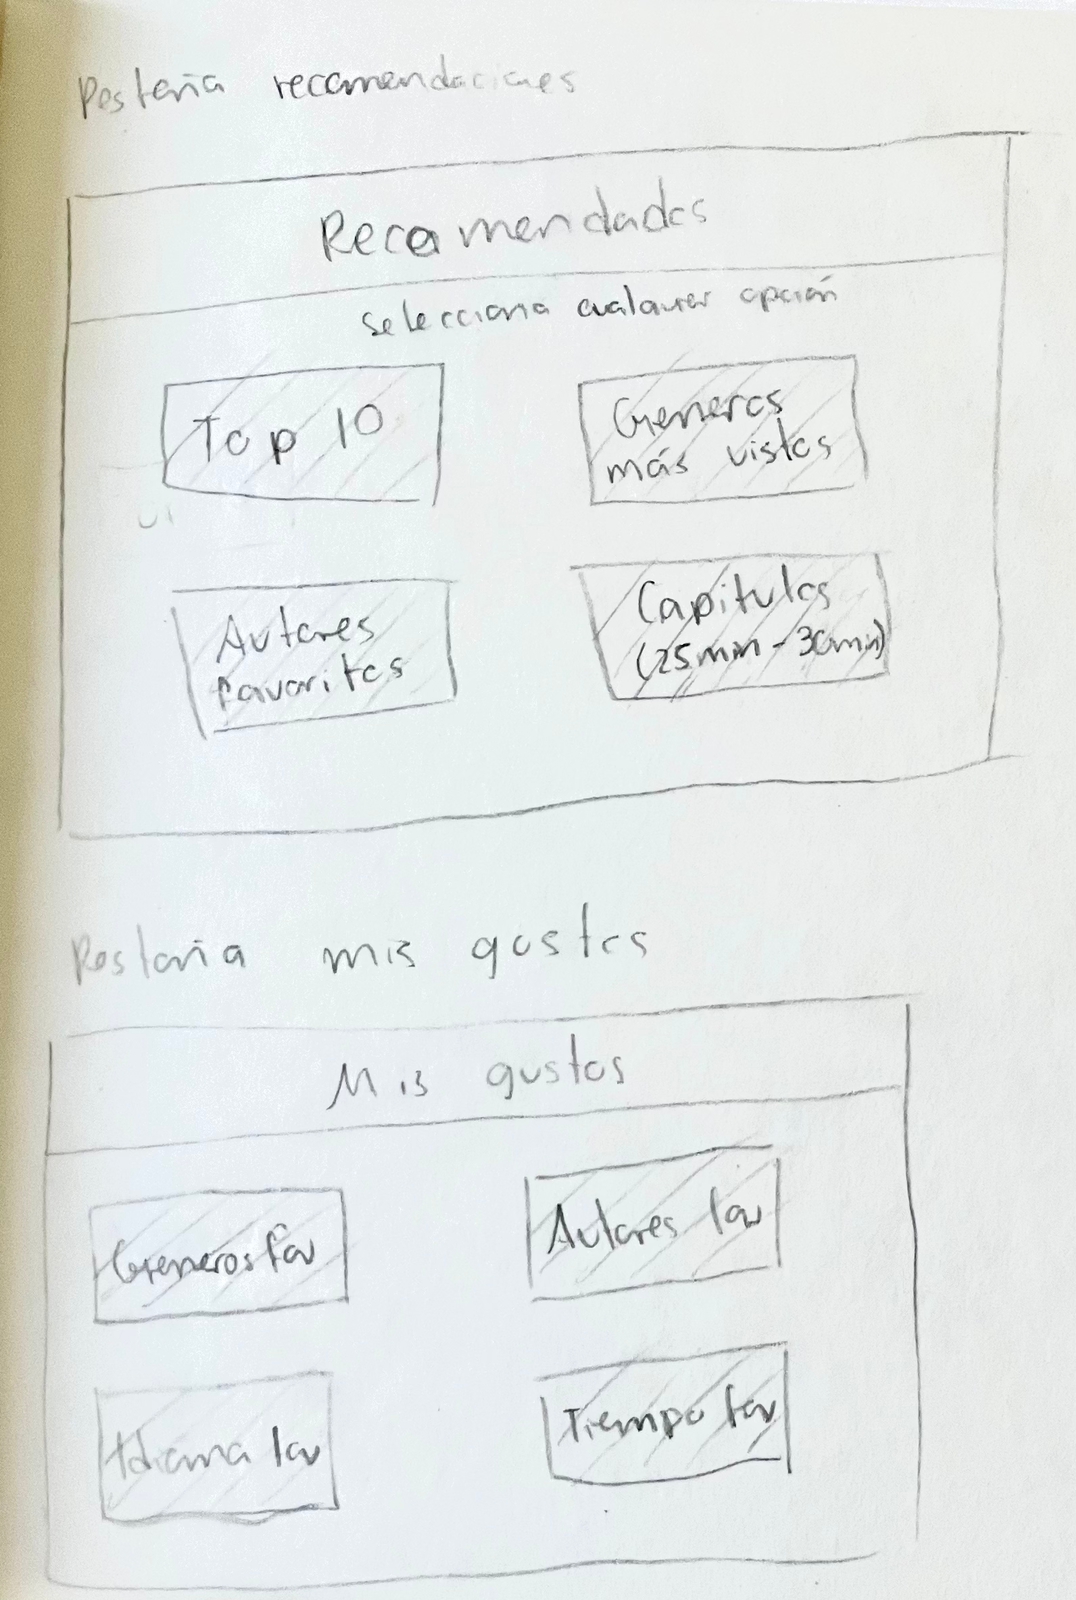 Pestaña recomendaciones
Recomendados
selecciona cualquier opción
Top 10
Generos
más vistos
Autores
favoritos
Capitulos
(25min - 30min)
Pestaña mis gustos
Mis gustos
Generos fav
Autores fav
Idioma fav
Tiempo fav